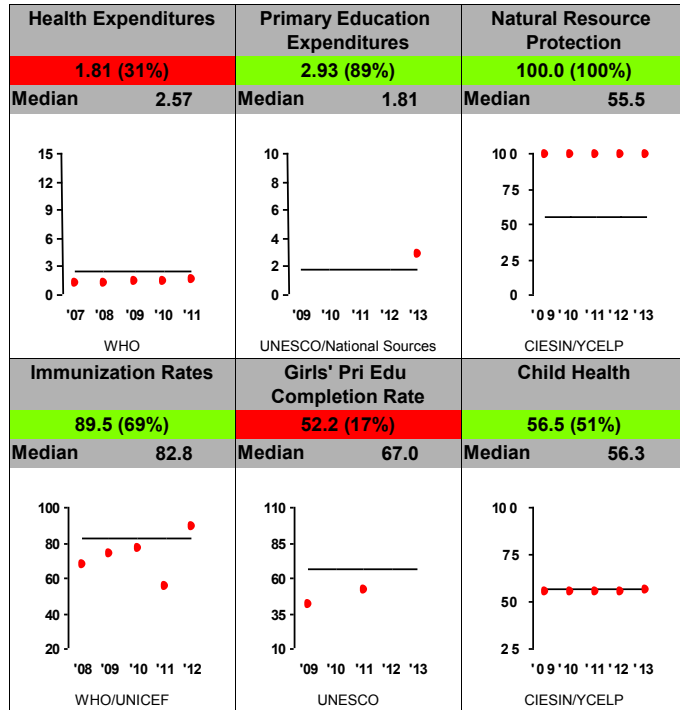 Health Expenditures
1.81 (31%)
Median 2.57
15
12
9
6
3
0
'07 '08 '09 '10 '11
WHO
Primary Education
Expenditures
2.93 (89%)
Median 1.81
10
8
6
4
2
0
'09 '10 '11 '12 '13
UNESCO/National Sources
Natural Resource
Protection
100.0 (100%)
Median 55.5
10 0
75
50
25
0
'0 9 '10 '11 '12 '13
CIESIN/YCELP
Immunization Rates
89.5 (69%)
Median 82.8
100
80
60
40
20
'08 '09 '10 '11 '12
WHO/UNICEF
Girls' Pri Edu
Completion Rate
52.2 (17%)
Median 67.0
110
85
60
35
10
'09 '10 '11 '12 '13
UNESCO
Child Health
56.5 (51%)
Median 56.3
10 0
75
50
25
'0 9 '10 '11 '12 '13
CIESIN/YCELP